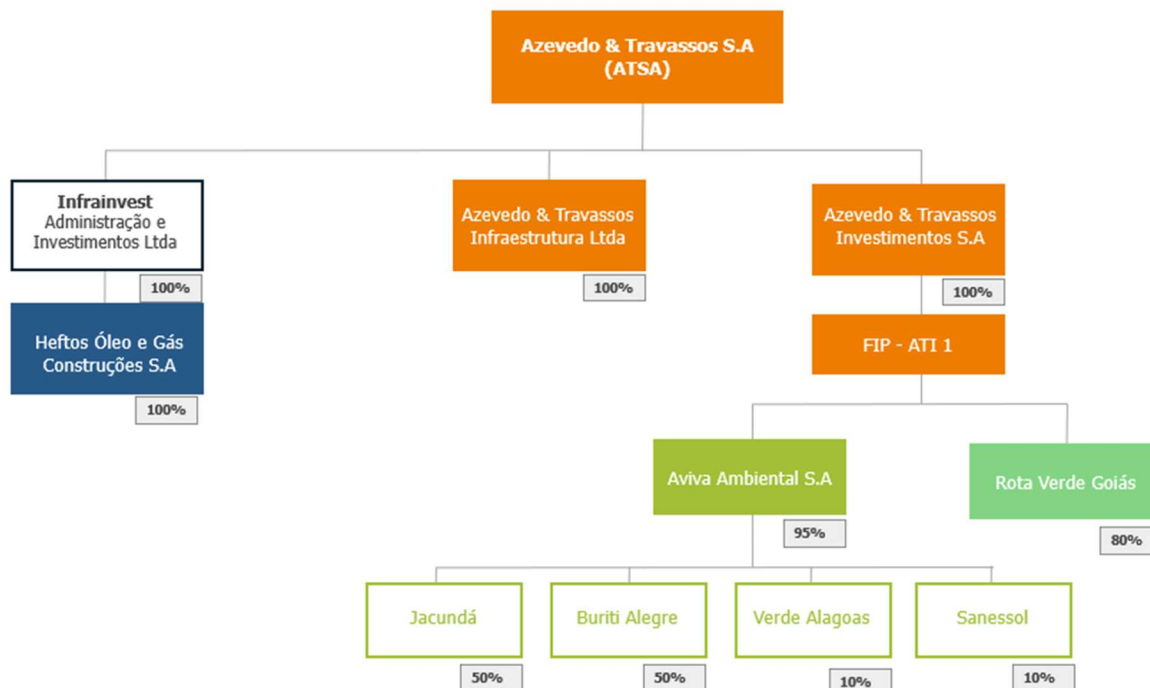 Azevedo & Travassos S.A
(ATSA)
Infrainvest
Administração e
Investimentos Ltda
100%
Azevedo & Travassos
Infraestrutura Ltda
100%
Azevedo & Travassos
Investimentos S.A
100%
Heftos Óleo e Gás
Construções S.A
100%
FIP - ATI 1
Aviva Ambiental S.A
95%
Rota Verde Goiás
80%
Jacundá
50%
Buriti Alegre
50%
Verde Alagoas
10%
Sanessol
10%